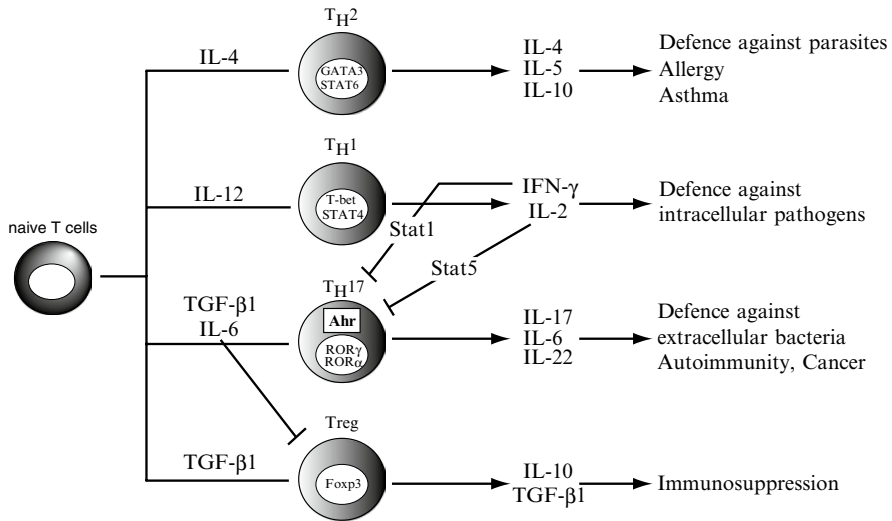 TH2
IL-4
GATA3
STAT6
IL-4
IL-5
IL-10
Defence against parasites
Allergy
Asthma
TH1
IL-12
T-bet
STAT4
IFN-γ
IL-2
Defence against
intracellular pathogens
Stat1
Stat5
naive T cells
TH17
TGF-β1
IL-6
Ahr
RORγ
RORα
IL-17
IL-6
IL-22
Defence against
extracellular bacteria
Autoimmunity, Cancer
Treg
TGF-β1
Foxp3
IL-10
TGF-β1
Immunosuppression